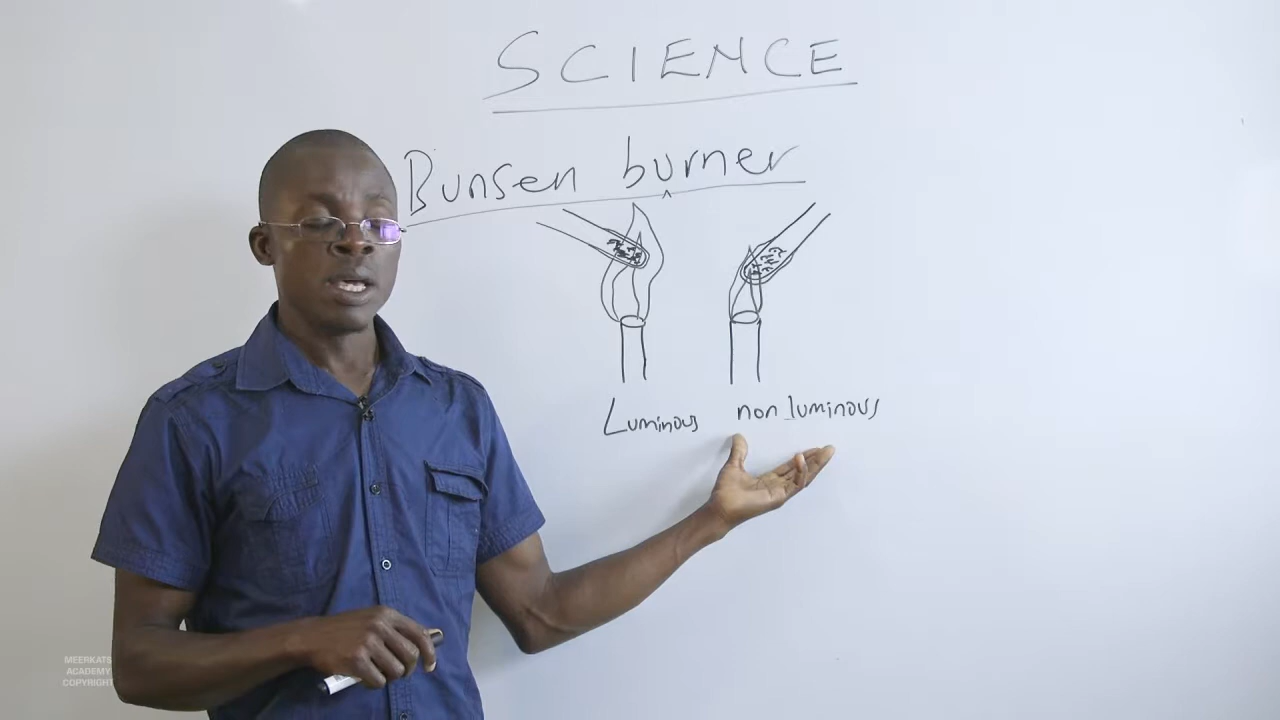 SCIENCE
Bunsen burner
Luminous non luminous
MEERKATS
ACADEMY
COPYRIGHT